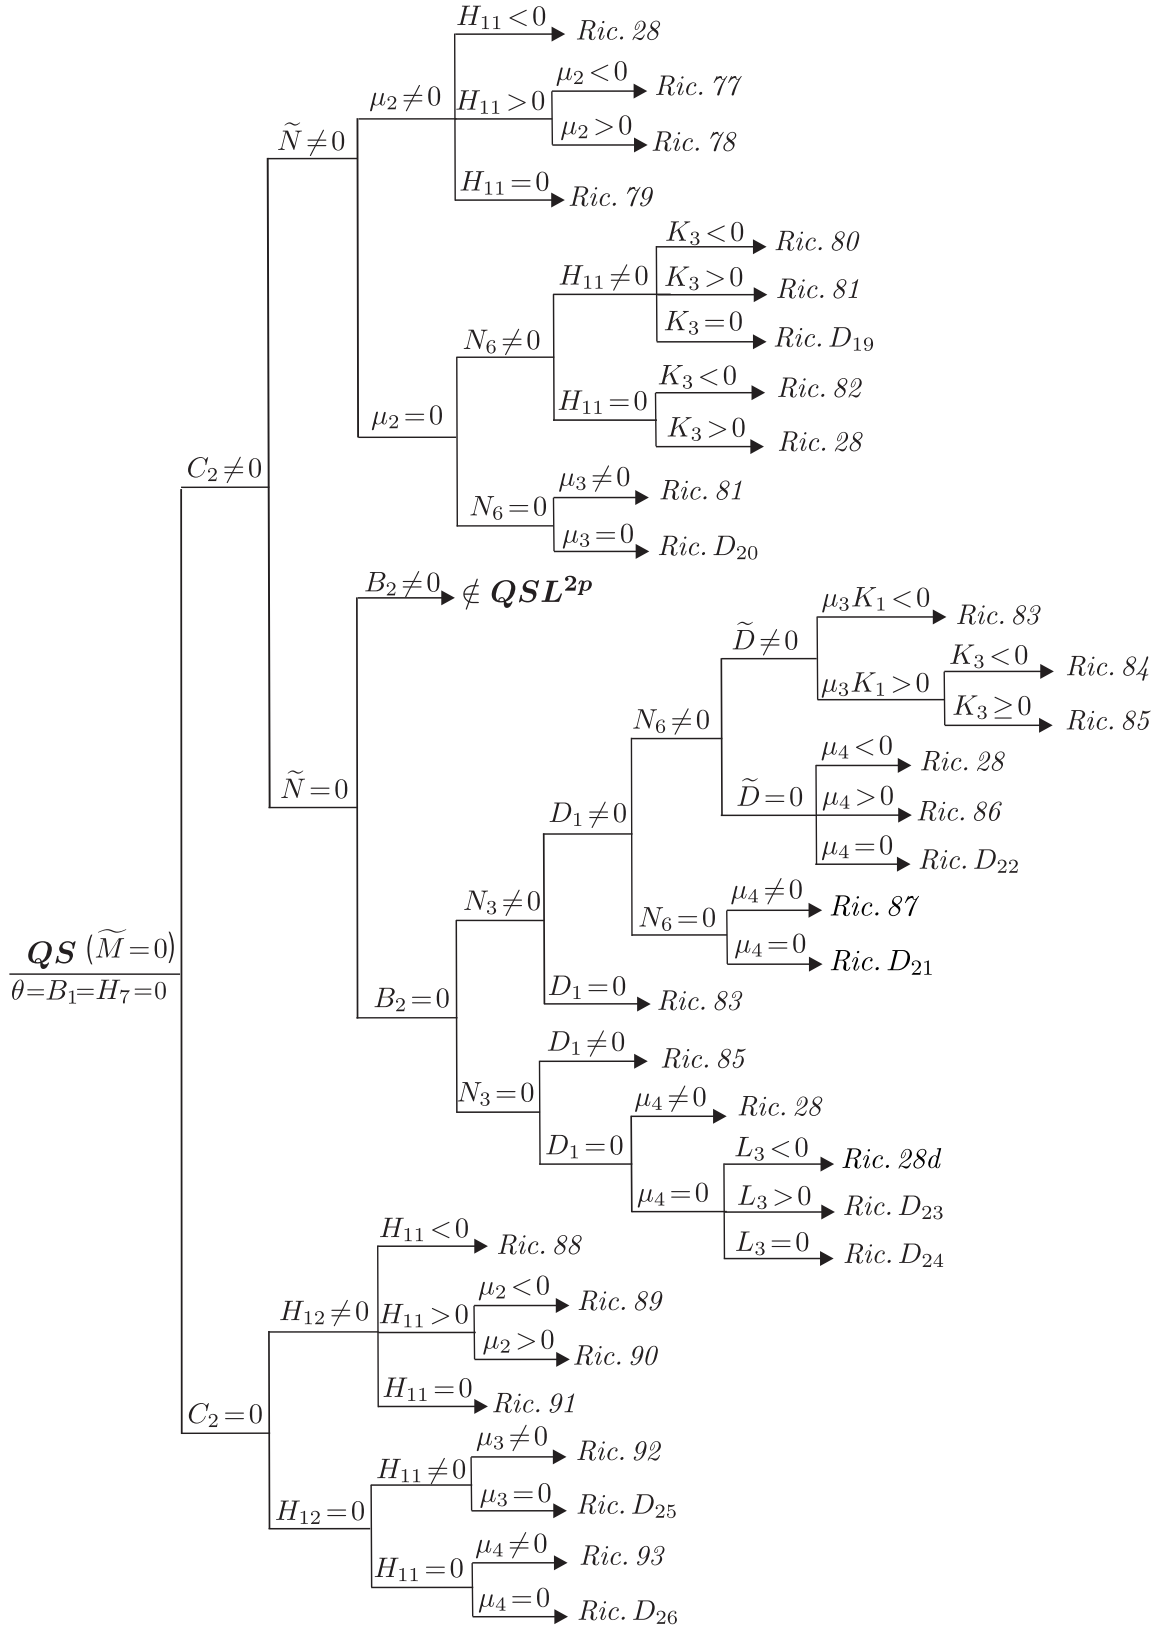 H₁₁<0 Ric. 28
μ₂<0 Ric. 77
μ₂≠0 H₁₁>0
μ₂>0 Ric. 78
Ñ≠0
H₁₁=0 Ric. 79
K₃<0 Ric. 80
H₁₁≠0 K₃>0 Ric. 81
K₃=0 Ric. D₁₉
N₆≠0
K₃<0 Ric. 82
H₁₁=0
μ₂=0
K₃>0 Ric. 28
C₂≠0
μ₃≠0 Ric. 81
N₆=0
μ₃=0 Ric. D₂₀
B₂≠0 ∉ QSL²ᵖ
μ₃K₁<0 Ric. 83
D̃≠0
K₃<0 Ric. 84
μ₃K₁>0
K₃≥0 Ric. 85
N₆≠0
μ₄<0 Ric. 28
Ñ=0
D̃=0 μ₄>0 Ric. 86
D₁≠0
μ₄=0 Ric. D₂₂
N₃≠0
μ₄≠0 Ric. 87
N₆=0
μ₄=0 Ric. D₂₁
QS (M̃=0)
θ=B₁=H₇=0
B₂=0
D₁=0 Ric. 83
D₁≠0 Ric. 85
N₃=0
μ₄≠0 Ric. 28
D₁=0
L₃<0 Ric. 28d
μ₄=0 L₃>0 Ric. D₂₃
L₃=0 Ric. D₂₄
H₁₁<0 Ric. 88
μ₂<0 Ric. 89
H₁₂≠0 H₁₁>0
μ₂>0 Ric. 90
H₁₁=0 Ric. 91
C₂=0
μ₃≠0 Ric. 92
H₁₁≠0
μ₃=0 Ric. D₂₅
H₁₂=0
μ₄≠0 Ric. 93
H₁₁=0
μ₄=0 Ric. D₂₆